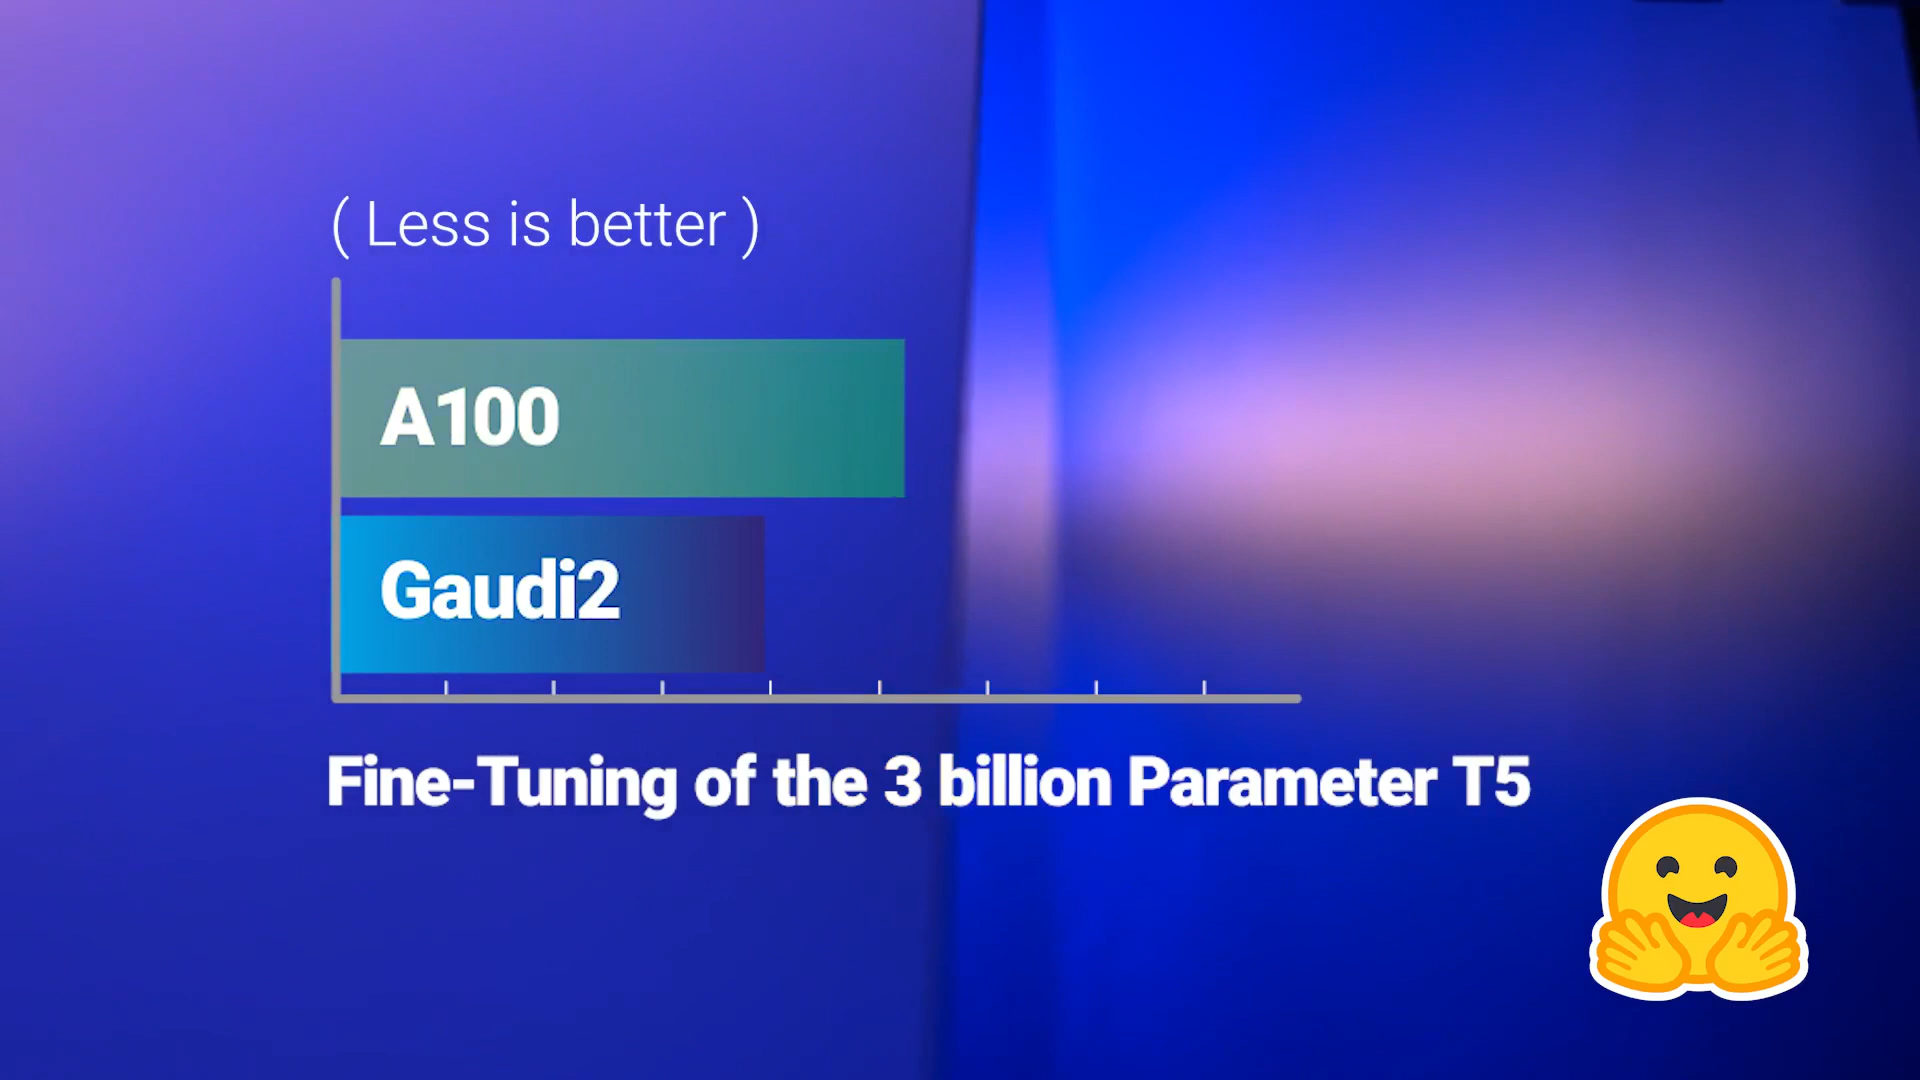 ( Less is better )
A100
Gaudi2
Fine-Tuning of the 3 billion Parameter T5